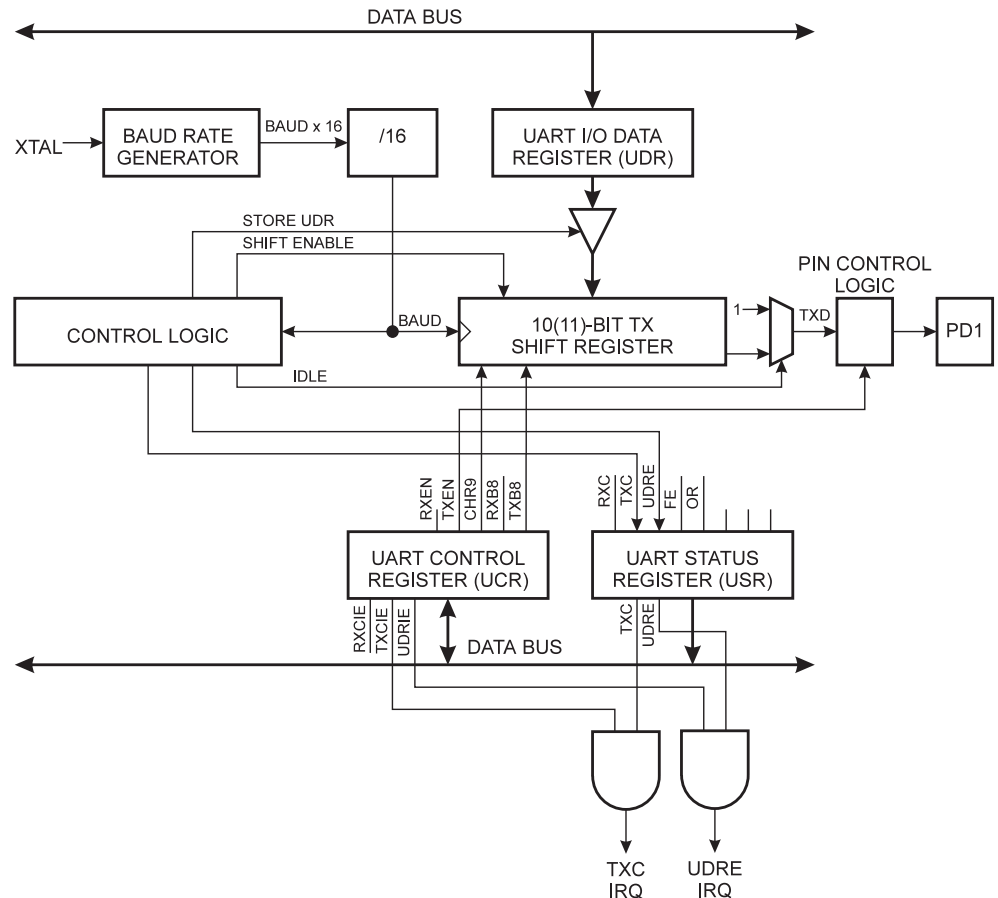 DATA BUS
XTAL
BAUD RATE
GENERATOR
BAUD x 16
/16
UART I/O DATA
REGISTER (UDR)
STORE UDR
SHIFT ENABLE
PIN CONTROL
LOGIC
CONTROL LOGIC
BAUD
10(11)-BIT TX
SHIFT REGISTER
1
TXD
PD1
IDLE
RXEN
TXEN
CHR9
RXB8
TXB8
RXC
TXC
UDRE
FE
OR
UART CONTROL
REGISTER (UCR)
UART STATUS
REGISTER (USR)
RXCIE
TXCIE
UDRIE
TXC
UDRE
DATA BUS
TXC
IRQ
UDRE
IRQ